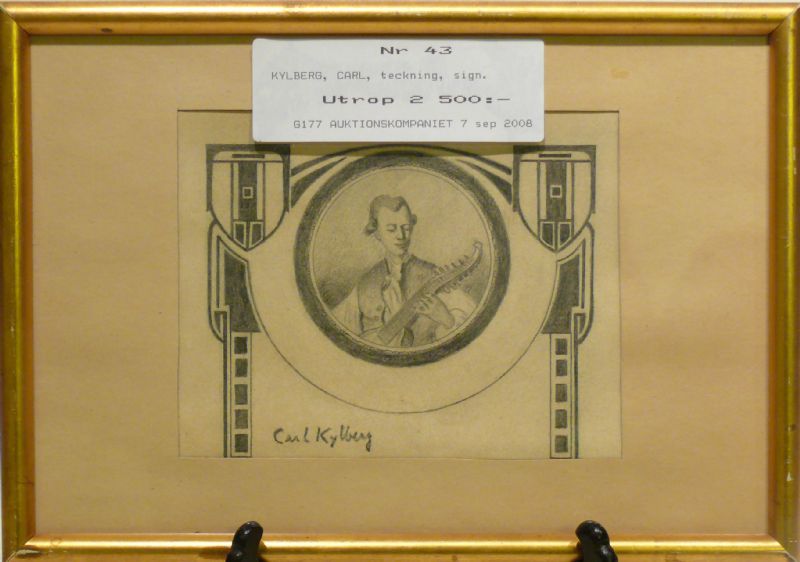 Nr 43
KYLBERG, CARL, teckning, sign.
Utrop 2 500:-
G177 AUKTIONSKOMPANIET 7 sep 2008
Carl Kylberg